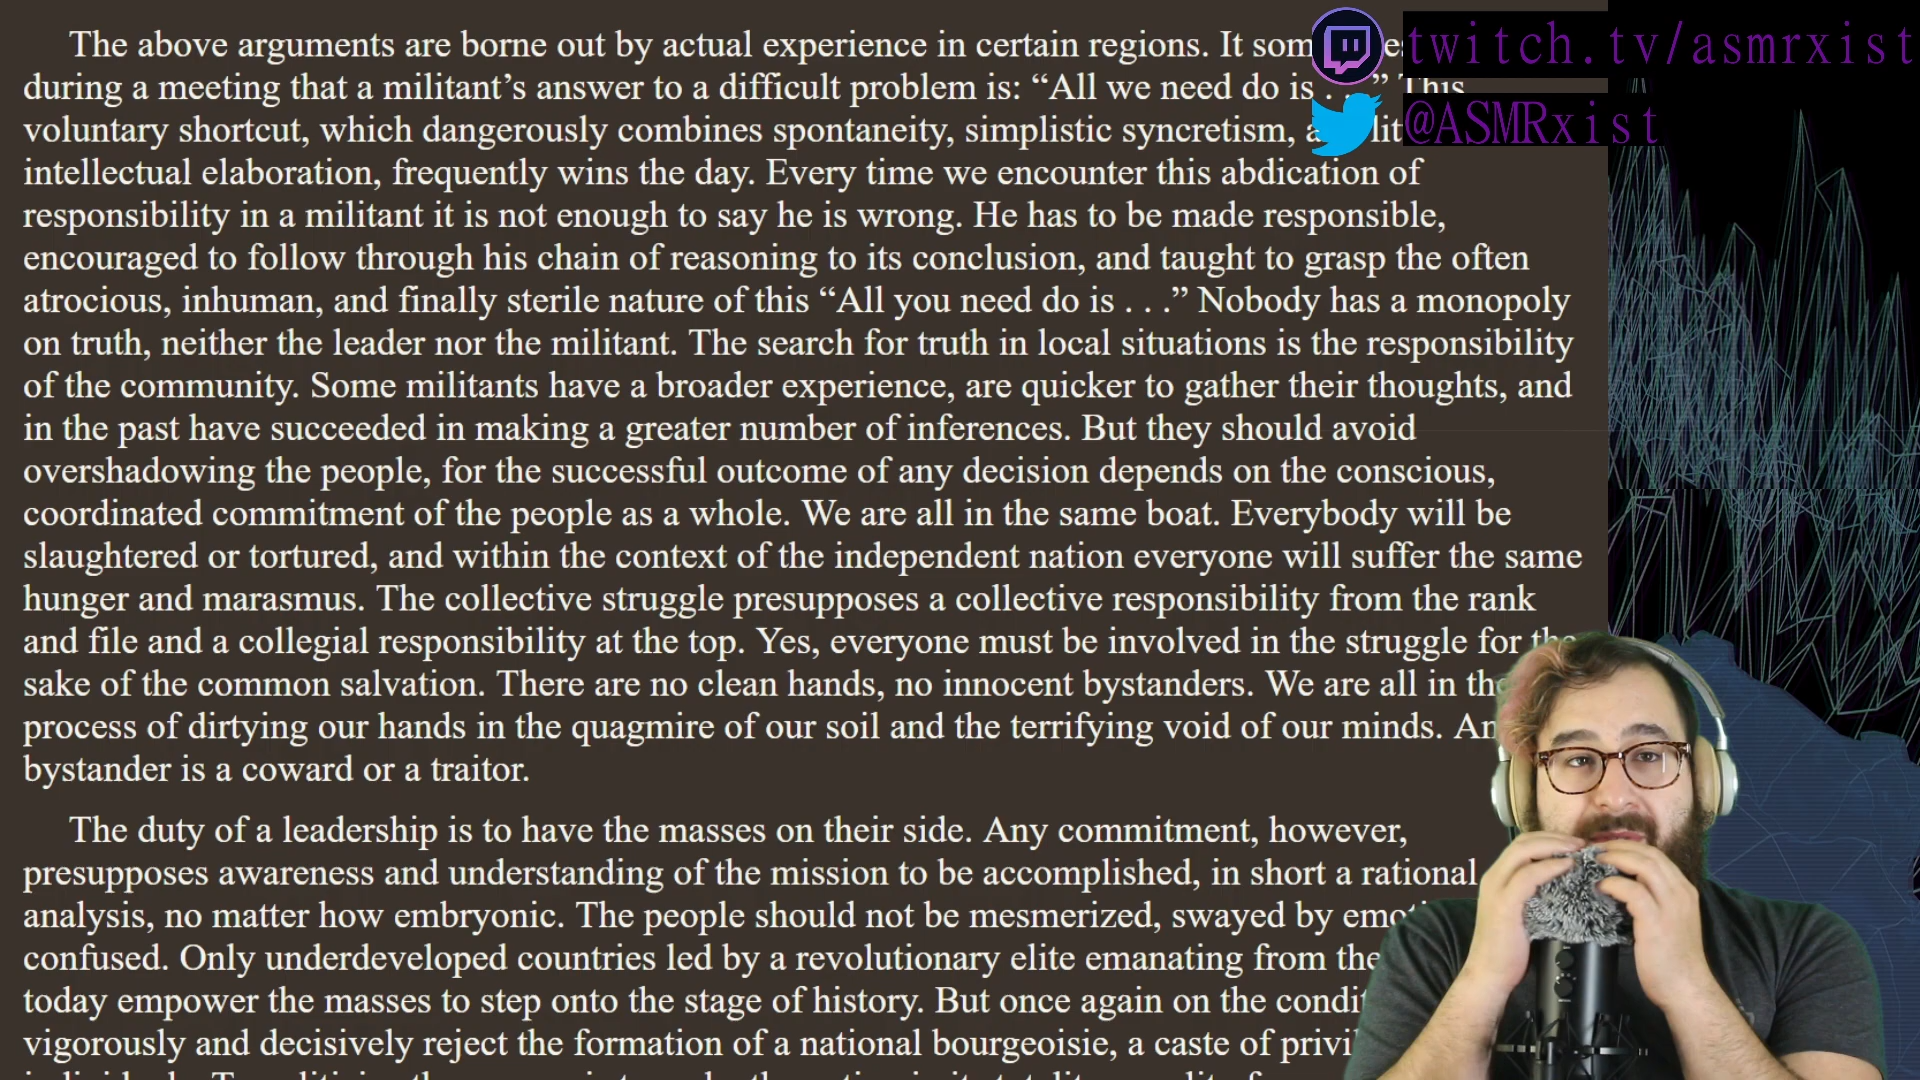 The above arguments are borne out by actual experience in certain regions. It
during a meeting that a militant’s answer to a difficult problem is: “All we need do is . . .” This
voluntary shortcut, which dangerously combines spontaneity, simplistic syncretism,
intellectual elaboration, frequently wins the day. Every time we encounter this abdication of
responsibility in a militant it is not enough to say he is wrong. He has to be made responsible,
encouraged to follow through his chain of reasoning to its conclusion, and taught to grasp the often
atrocious, inhuman, and finally sterile nature of this “All you need do is . . .” Nobody has a monopoly
on truth, neither the leader nor the militant. The search for truth in local situations is the responsibility
of the community. Some militants have a broader experience, are quicker to gather their thoughts, and
in the past have succeeded in making a greater number of inferences. But they should avoid
overshadowing the people, for the successful outcome of any decision depends on the conscious,
coordinated commitment of the people as a whole. We are all in the same boat. Everybody will be
slaughtered or tortured, and within the context of the independent nation everyone will suffer the same
hunger and marasmus. The collective struggle presupposes a collective responsibility from the rank
and file and a collegial responsibility at the top. Yes, everyone must be involved in the struggle for the
sake of the common salvation. There are no clean hands, no innocent bystanders. We are all in the
process of dirtying our hands in the quagmire of our soil and the terrifying void of our minds.
bystander is a coward or a traitor.
The duty of a leadership is to have the masses on their side. Any commitment, however,
presupposes awareness and understanding of the mission to be accomplished, in short a rational
analysis, no matter how embryonic. The people should not be mesmerized, swayed by
confused. Only underdeveloped countries led by a revolutionary elite emanating from the
today empower the masses to step onto the stage of history. But once again on the
vigorously and decisively reject the formation of a national bourgeoisie, a caste of
twitch.tv/asmrxist
@ASMRxist